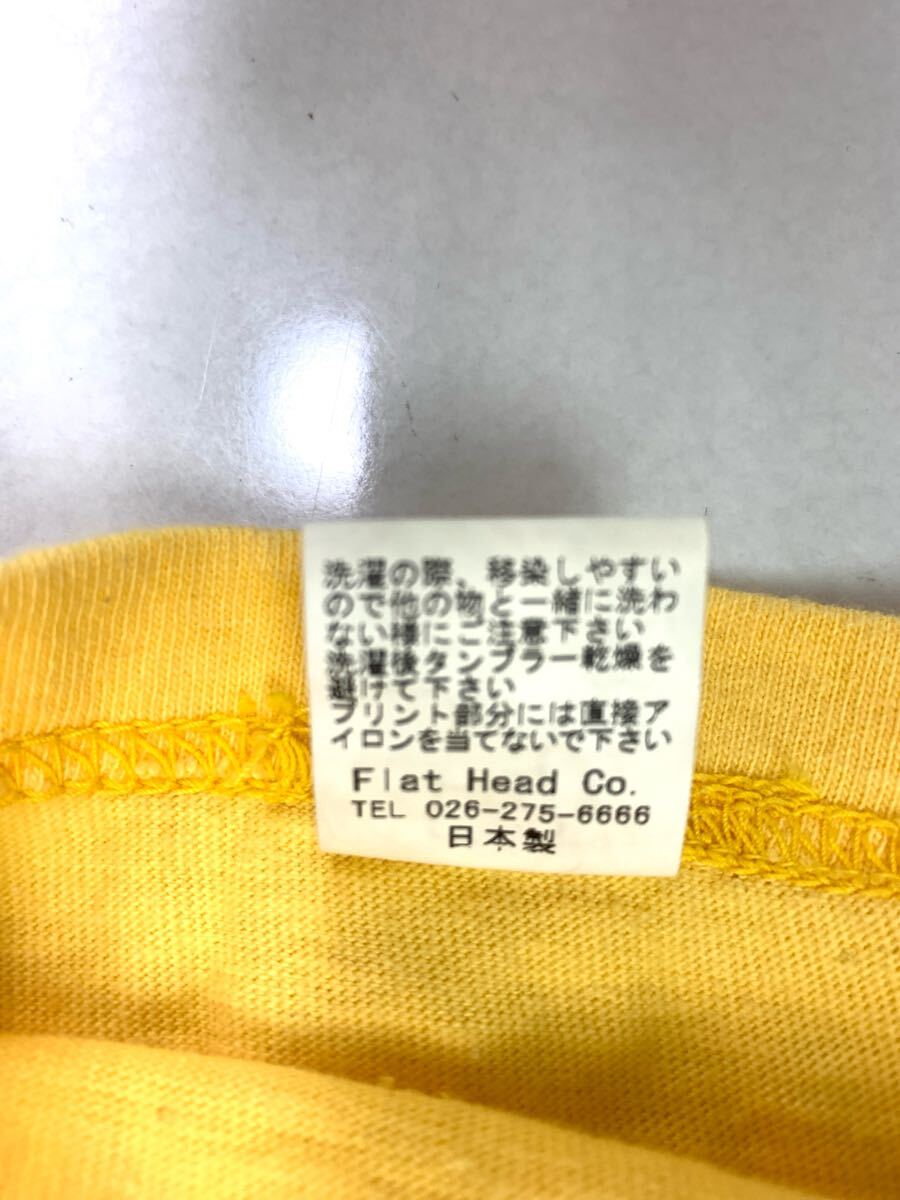 洗濯の際、移染しやすい
ので他の物と一緒に洗わ
ない様にご注意下さい
洗濯後タンブラー乾燥を
避けて下さい
プリント部分には直接ア
イロンを当てないで下さい
Flat Head Co.
TEL 026-275-6666
日本製